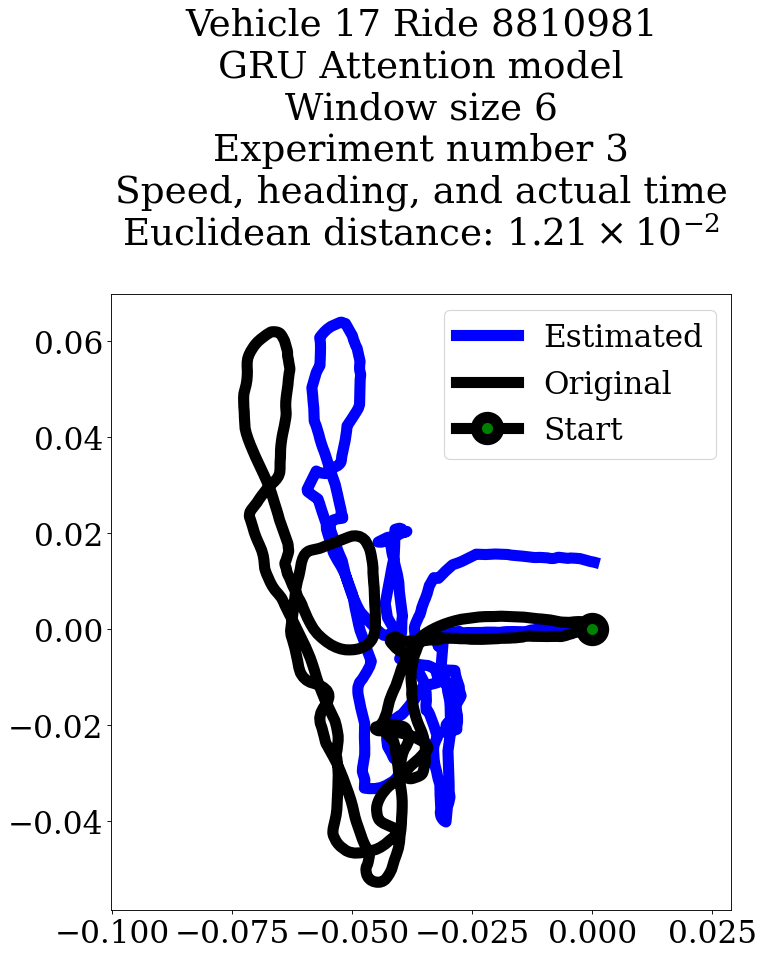 Vehicle 17 Ride 8810981
GRU Attention model
Window size 6
Experiment number 3
Speed, heading, and actual time
Euclidean distance: 1.21 × 10⁻²
Estimated
Original
Start
0.06
0.04
0.02
0.00
−0.02
−0.04
−0.100 −0.075 −0.050 −0.025 0.000 0.025